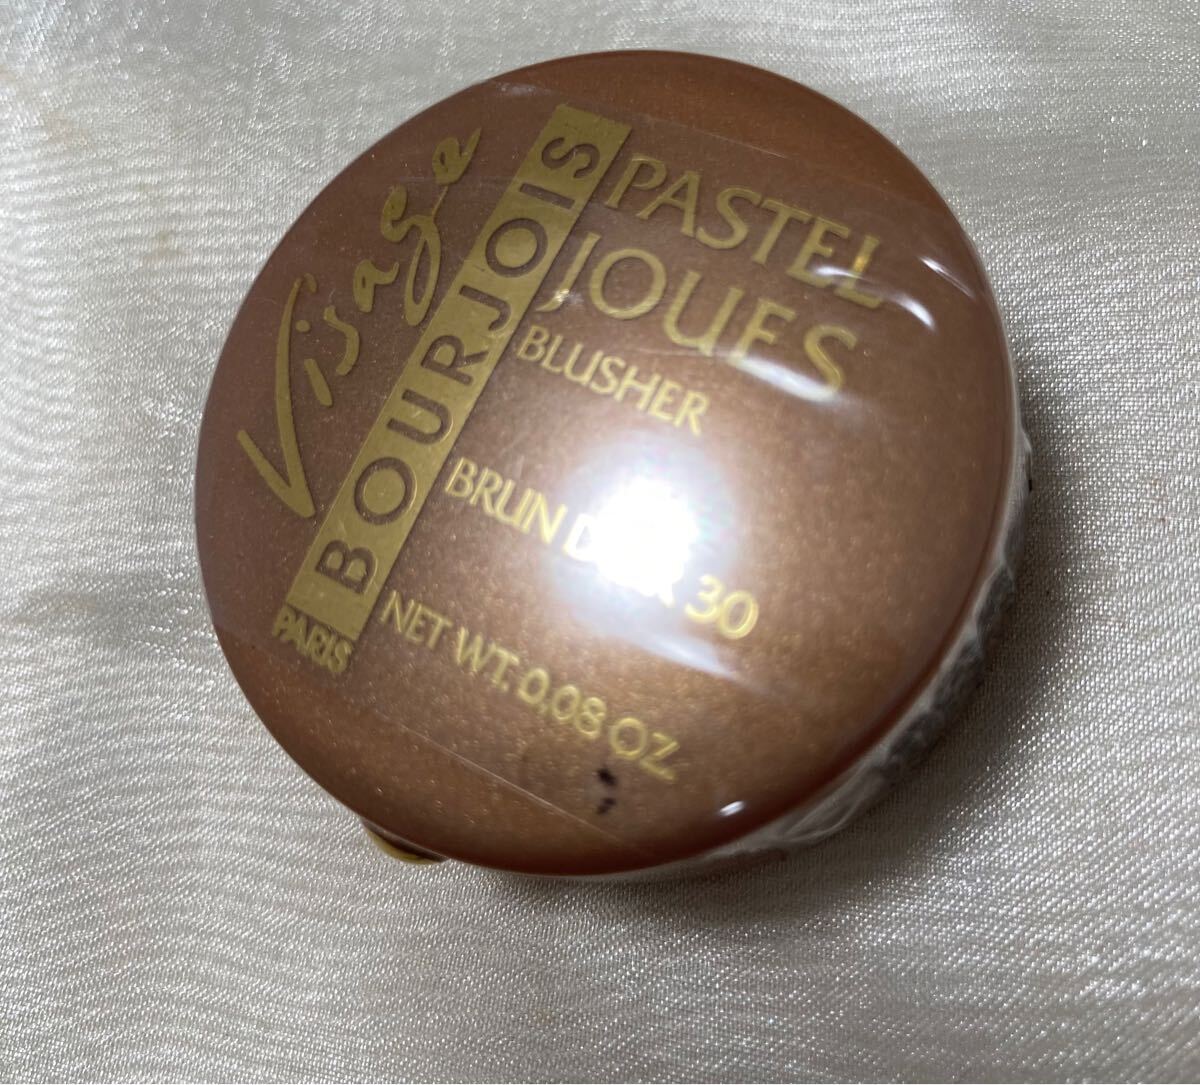 Visage
BOURJOIS
PARIS
PASTEL
JOUES
BLUSHER
BRUN 30
NET WT. 0.08 OZ.